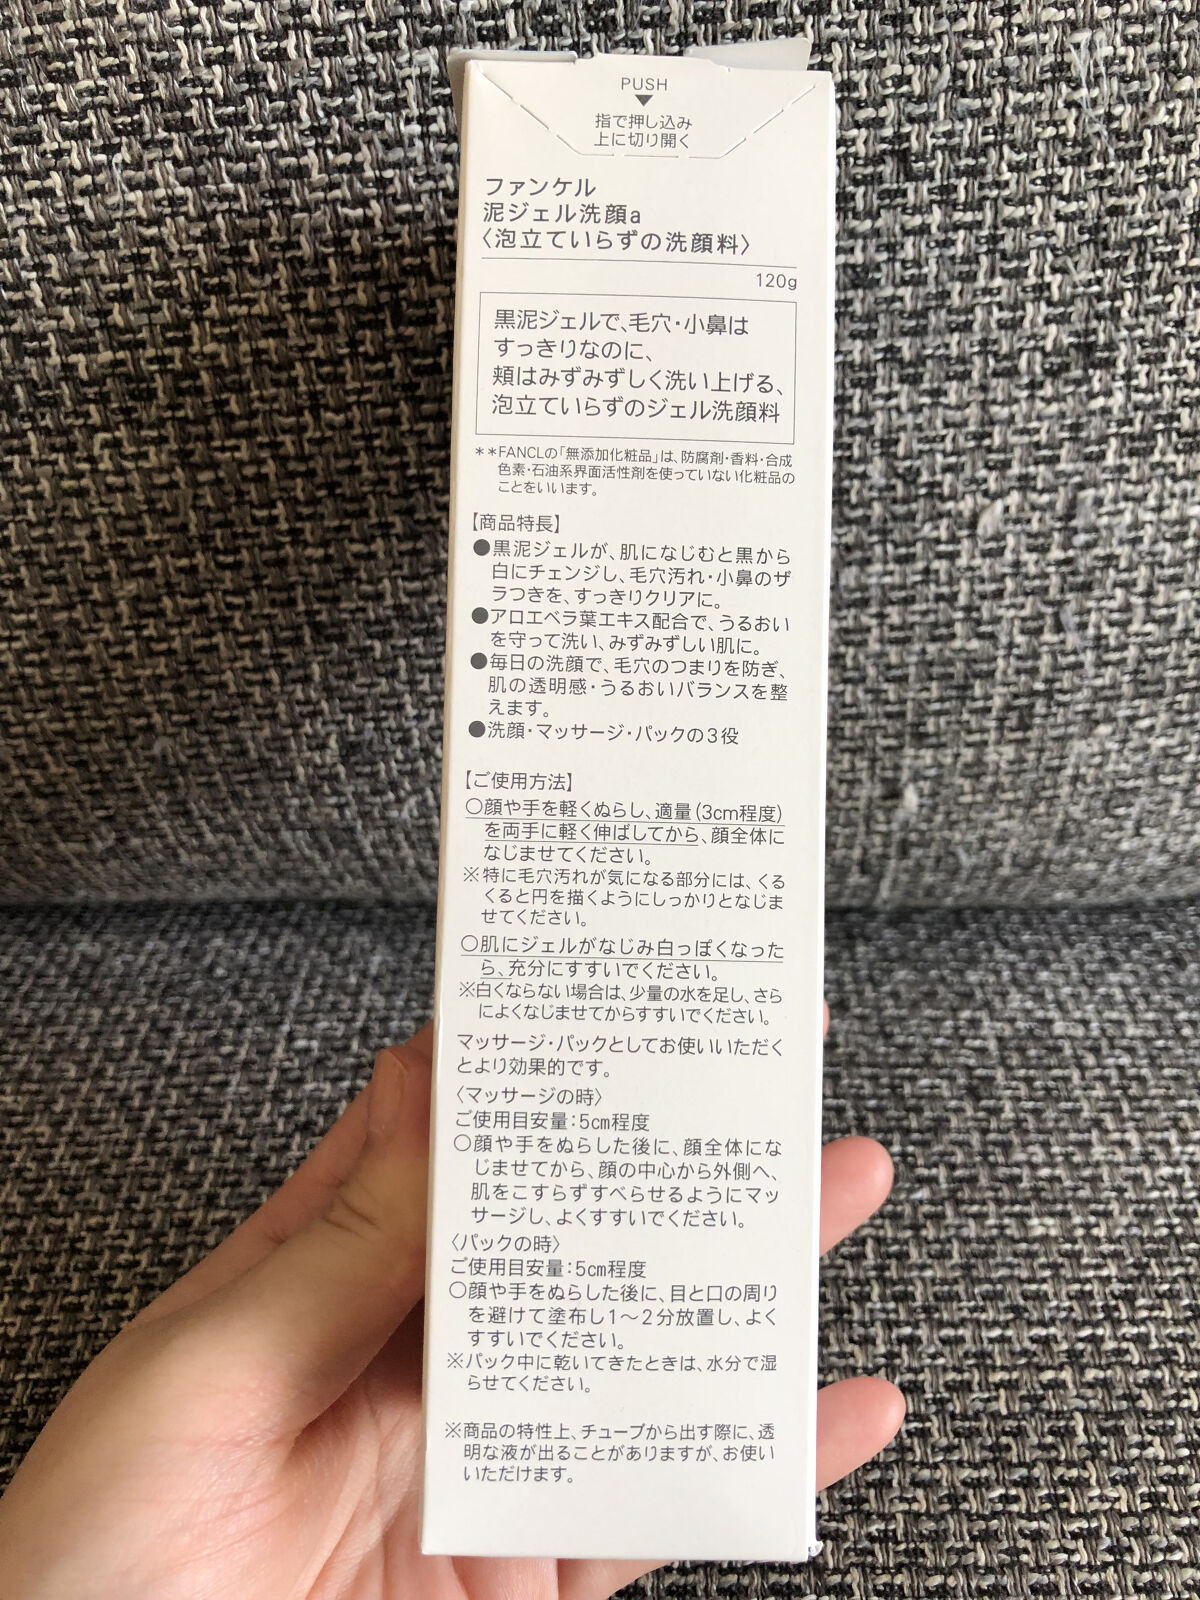 PUSH
▼
指で押し込み
上に切り開く
ファンケル
泥ジェル洗顔a
〈泡立ていらずの洗顔料〉
120g
黒泥ジェルで、毛穴・小鼻は
すっきりなのに、
頬はみずみずしく洗い上げる、
泡立ていらずのジェル洗顔料
＊＊FANCLの「無添加化粧品」は、防腐剤・香料・合成
色素・石油系界面活性剤を使っていない化粧品の
ことをいいます。
【商品特長】
●黒泥ジェルが、肌になじむと黒から
白にチェンジし、毛穴汚れ・小鼻のザ
ラつきを、すっきりクリアに。
●アロエベラ葉エキス配合で、うるおい
を守って洗い、みずみずしい肌に。
●毎日の洗顔で、毛穴のつまりを防ぎ、
肌の透明感・うるおいバランスを整
えます。
●洗顔・マッサージ・パックの3役
【ご使用方法】
○顔や手を軽くぬらし、適量(3cm程度)
を両手に軽く伸ばしてから、顔全体に
なじませてください。
※特に毛穴汚れが気になる部分には、くる
くると円を描くようにしっかりとなじま
せてください。
○肌にジェルがなじみ白っぽくなった
ら、充分にすすいでください。
※白くならない場合は、少量の水を足し、さら
によくなじませてからすすいでください。
マッサージ・パックとしてお使いいただく
とより効果的です。
〈マッサージの時〉
ご使用目安量：5cm程度
○顔や手をぬらした後に、顔全体にな
じませてから、顔の中心から外側へ、
肌をこすらずすべらせるようにマッ
サージし、よくすすいでください。
〈パックの時〉
ご使用目安量：5cm程度
○顔や手をぬらした後に、目と口の周り
を避けて塗布し1〜2分放置し、よく
すすいでください。
※パック中に乾いてきたときは、水分で湿
らせてください。
※商品の特性上、チューブから出す際に、透
明な液が出ることがありますが、お使い
いただけます。